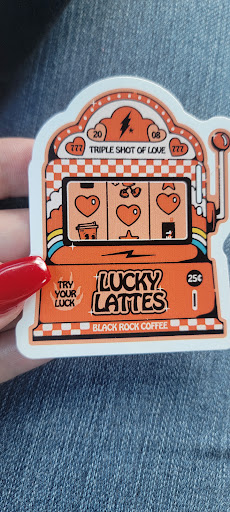 20 08
777 TRIPLE SHOT OF LOVE 777
TRY
YOUR
LUCK
LUCKY
LATTES
25¢
BLACK ROCK COFFEE